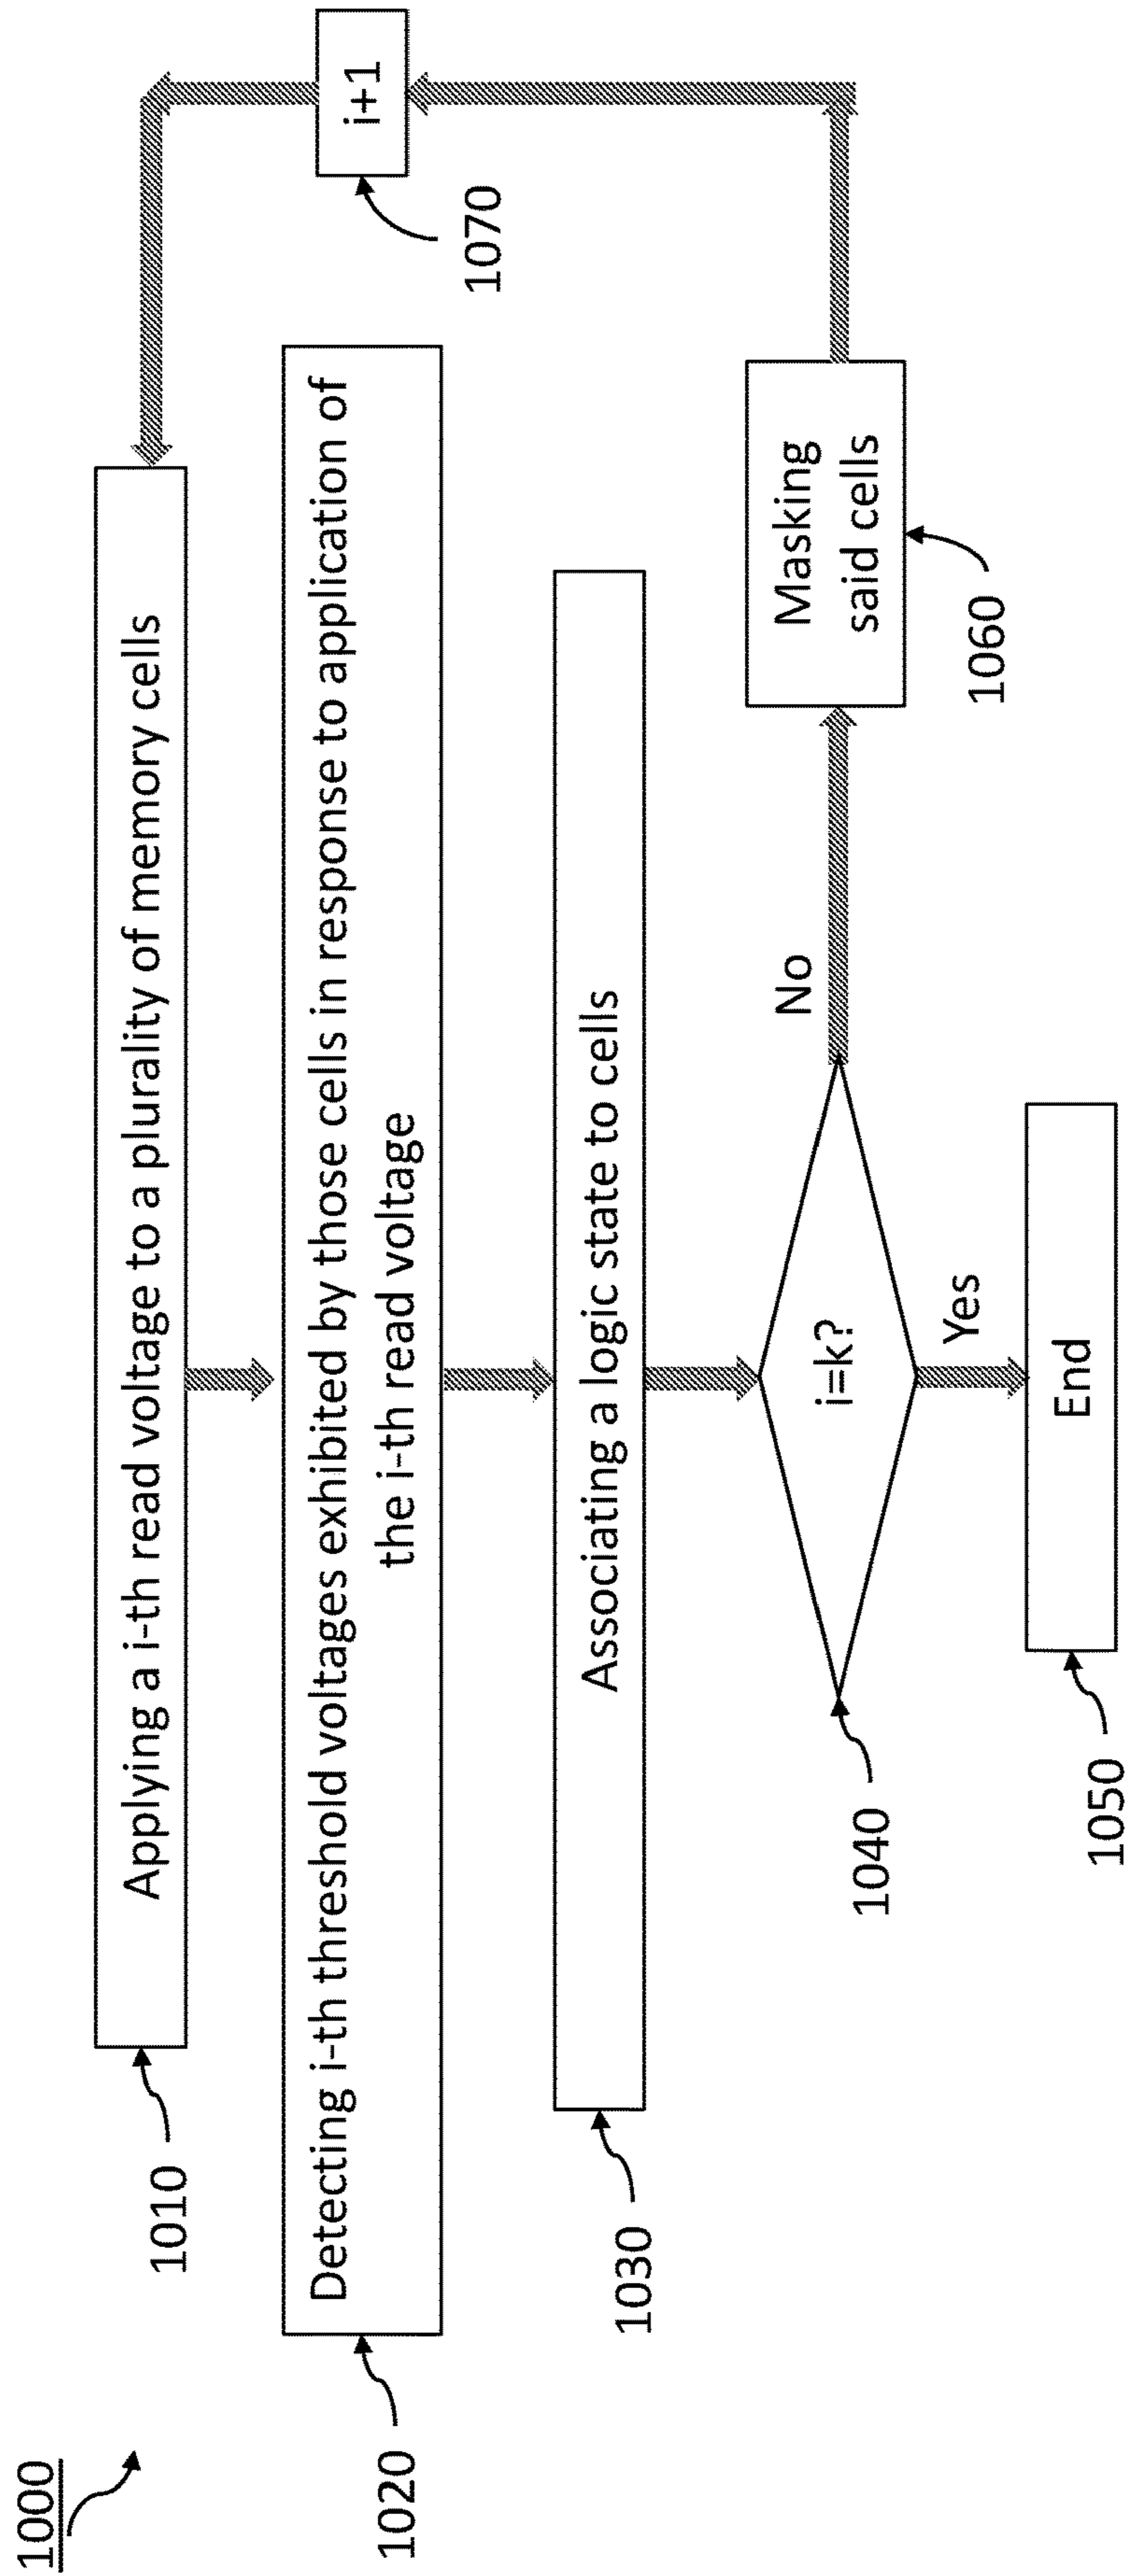 1000
1010
Applying a i-th read voltage to a plurality of memory cells
1020
Detecting i-th threshold voltages exhibited by those cells in response to application of
the i-th read voltage
1030
Associating a logic state to cells
1040
i=k?
No
Yes
Masking
said cells
1060
i+1
1070
1050
End